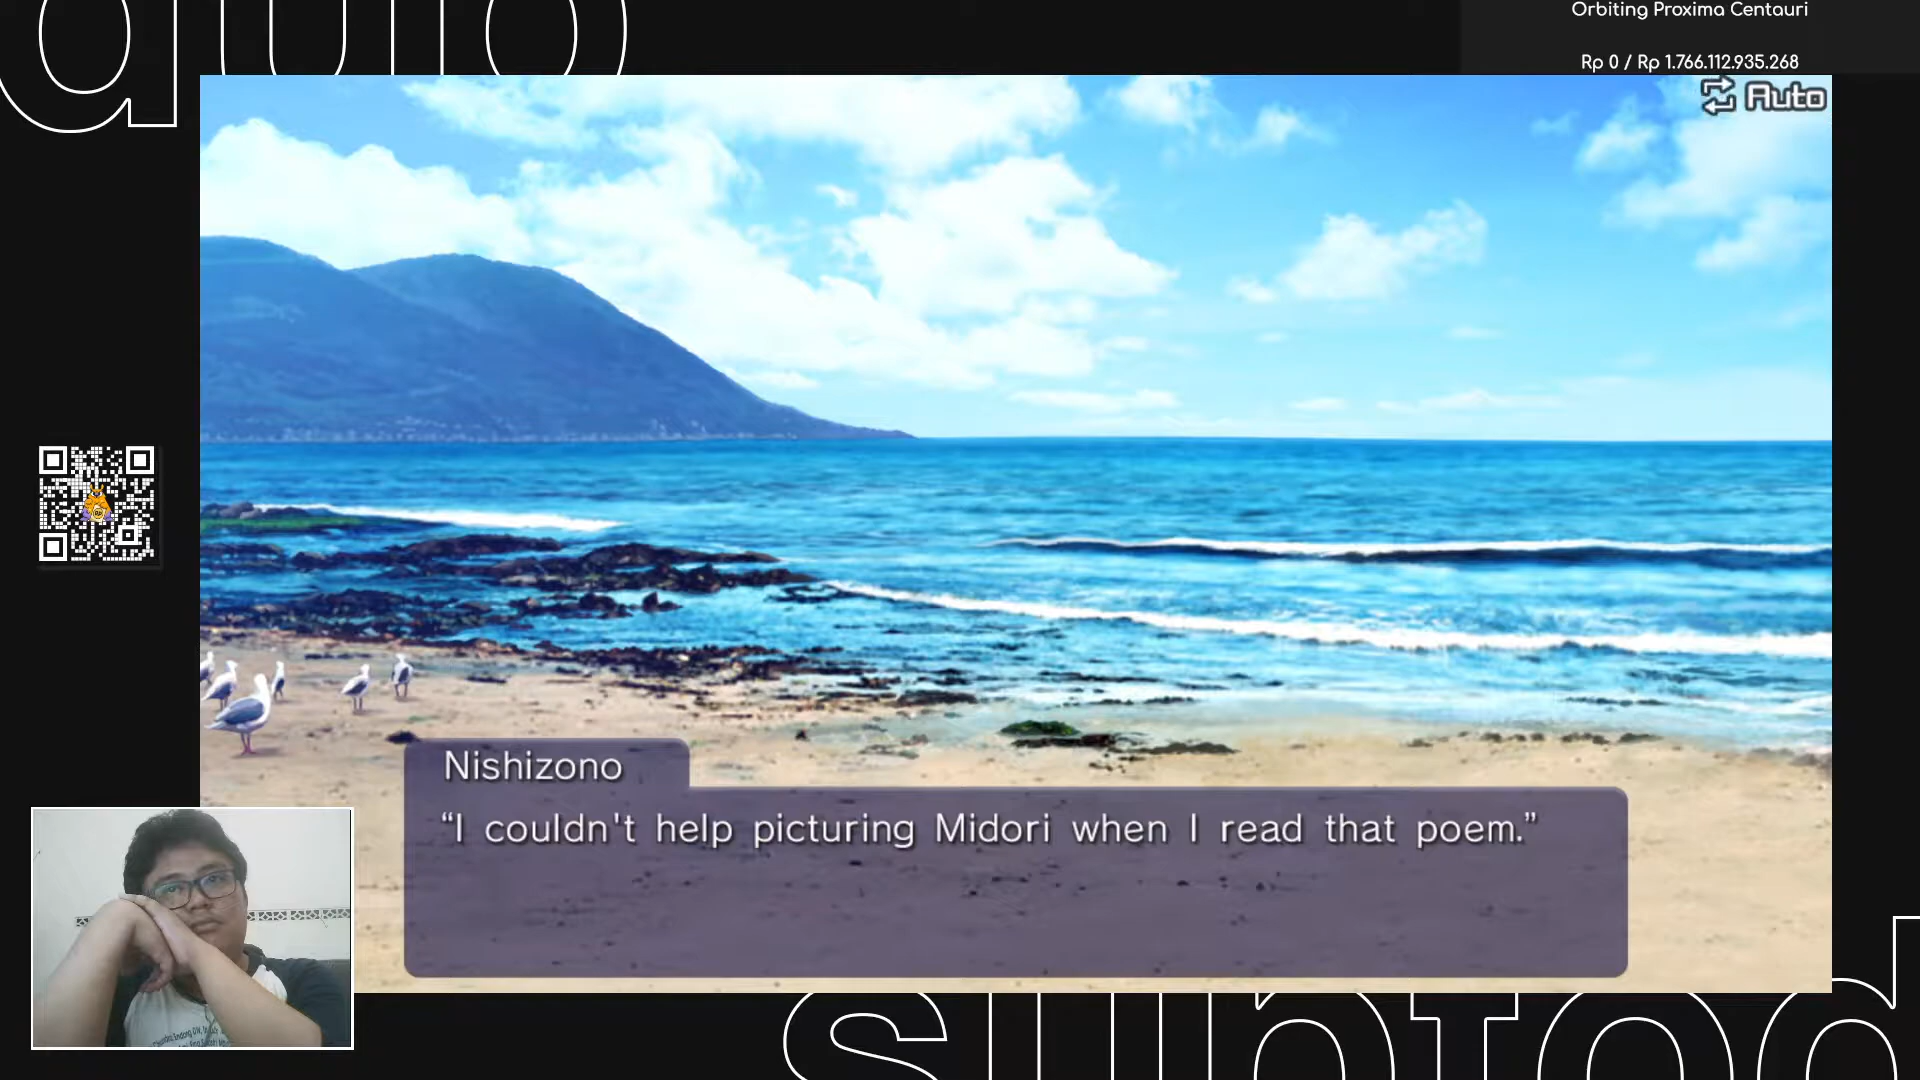 Orbiting Proxima Centauri
Rp 0 / Rp 1.766.112.935.268
Auto
Nishizono
“I couldn't help picturing Midori when I read that poem.”